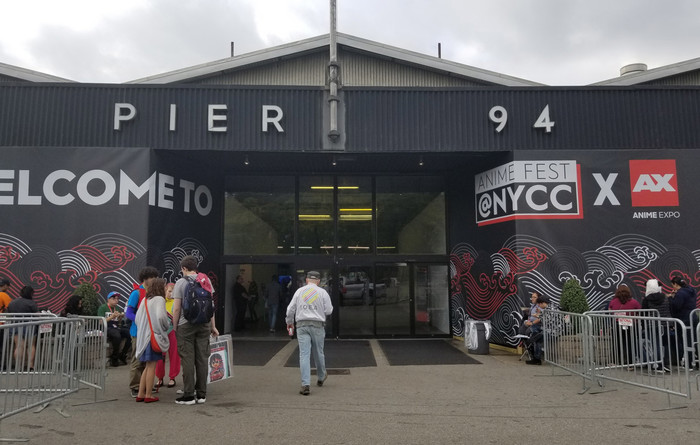 PIER 94
ELCOME TO
ANIME FEST
@NYCC
X
AX
ANIME EXPO